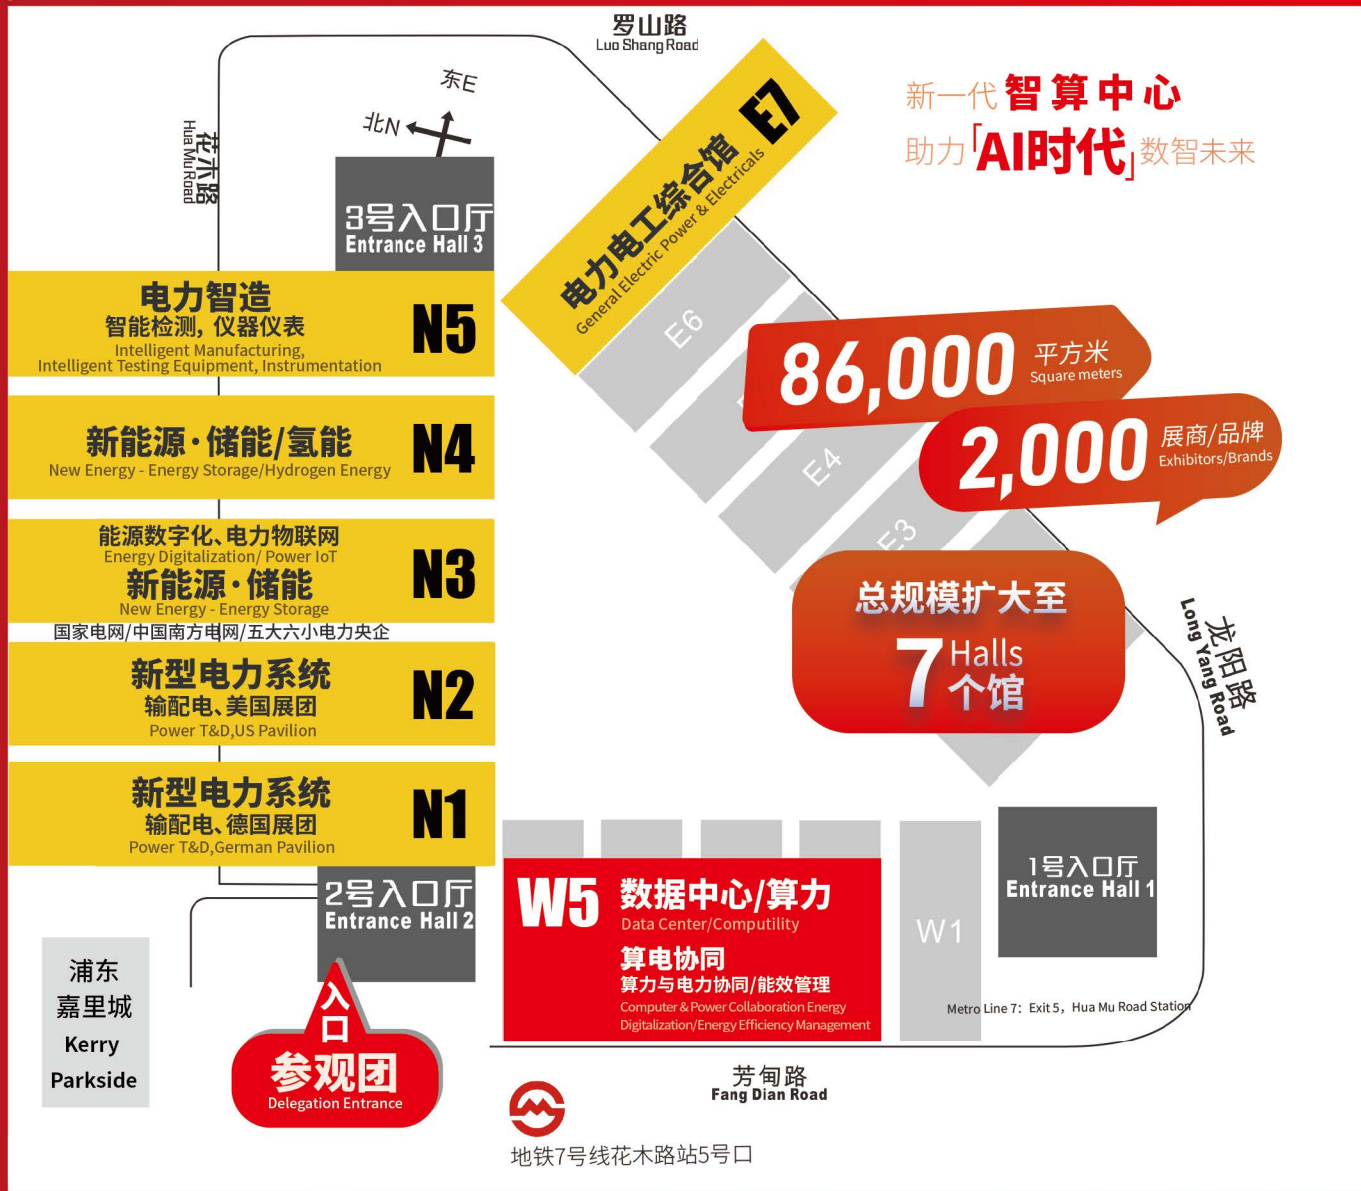 罗山路
Luo Shang Road
东E
北N
花木路
Hua Mu Road
新一代 智算中心
助力「AI时代」数智未来
3号入口厅
Entrance Hall 3
E7
电力电工综合馆
General Electric Power & Electricals
E6
电力智造
智能检测, 仪器仪表
Intelligent Manufacturing,
Intelligent Testing Equipment, Instrumentation
N5
86,000 平方米
Square meters
2,000 展商/品牌
Exhibitors/Brands
新能源·储能/氢能
New Energy - Energy Storage/Hydrogen Energy
N4
E4
E3
能源数字化、电力物联网
Energy Digitalization/ Power IoT
新能源·储能
New Energy - Energy Storage
N3
国家电网/中国南方电网/五大六小电力央企
总规模扩大至
7 Halls
个馆
龙阳路
Long Yang Road
新型电力系统
输配电、美国展团
Power T&D,US Pavilion
N2
新型电力系统
输配电、德国展团
Power T&D,German Pavilion
N1
2号入口厅
Entrance Hall 2
W5
数据中心/算力
Data Center/Computility
算电协同
算力与电力协同/能效管理
Computer & Power Collaboration Energy
Digitalization/Energy Efficiency Management
W1
1号入口厅
Entrance Hall 1
Metro Line 7: Exit 5, Hua Mu Road Station
浦东
嘉里城
Kerry
Parkside
入口
参观团
Delegation Entrance
芳甸路
Fang Dian Road
地铁7号线花木路站5号口